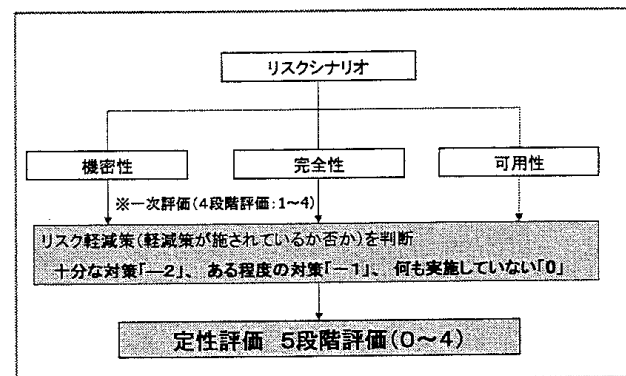 リスクシナリオ
機密性 完全性 可用性
※一次評価(4段階評価:1~4)
リスク軽減策(軽減策が施されているか否か)を判断
十分な対策「―2」、 ある程度の対策「-1」、 何も実施していない「0」
定性評価 5段階評価(0~4)